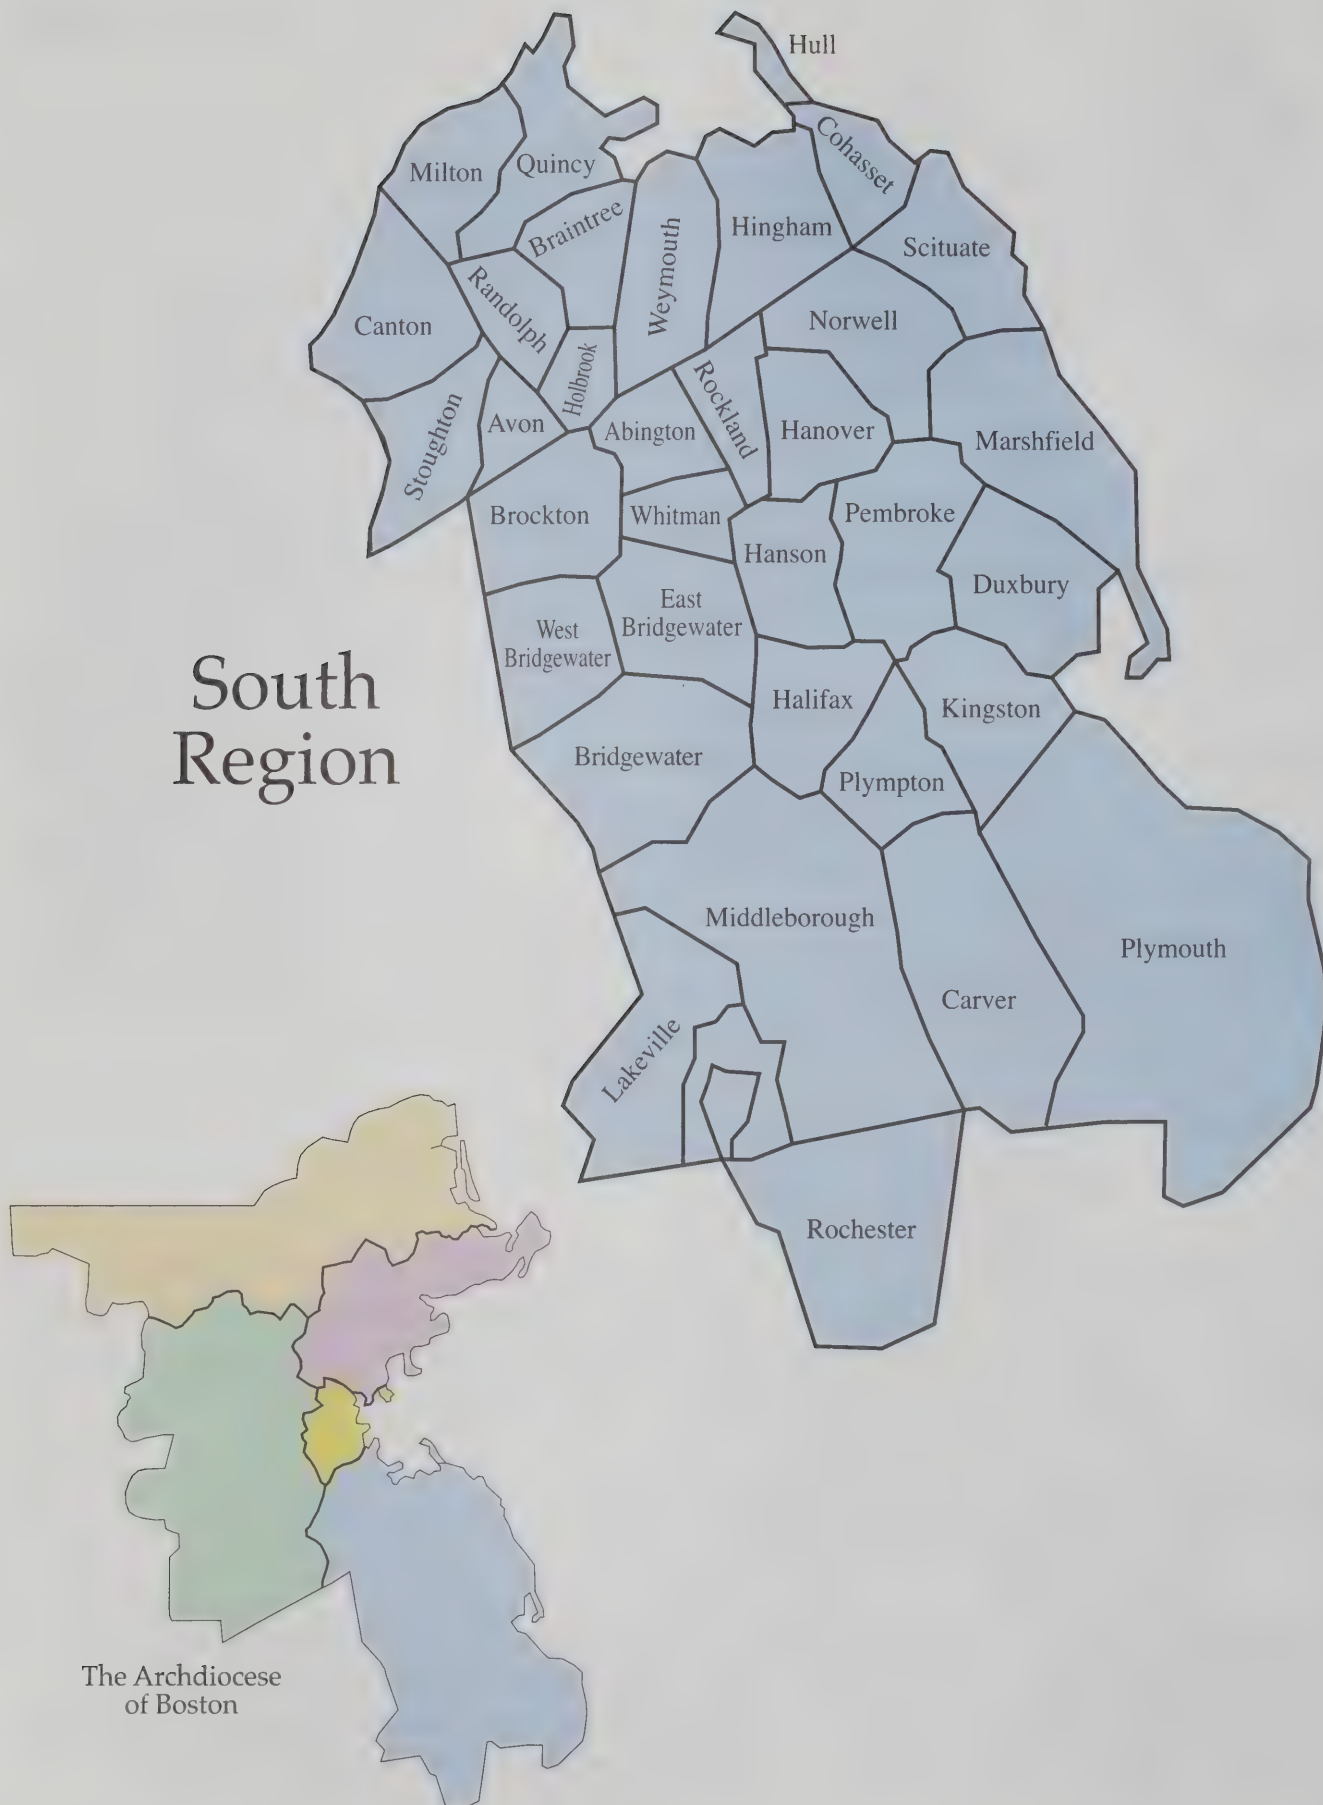 Hull
Cohasset
Milton
Quincy
Braintree
Weymouth
Hingham
Scituate
Canton
Randolph
Holbrook
Norwell
Stoughton
Avon
Abington
Rockland
Hanover
Marshfield
Brockton
Whitman
Hanson
Pembroke
Duxbury
West
Bridgewater
East
Bridgewater
South
Region
Halifax
Kingston
Bridgewater
Plympton
Middleborough
Plymouth
Carver
Lakeville
Rochester
The Archdiocese
of Boston